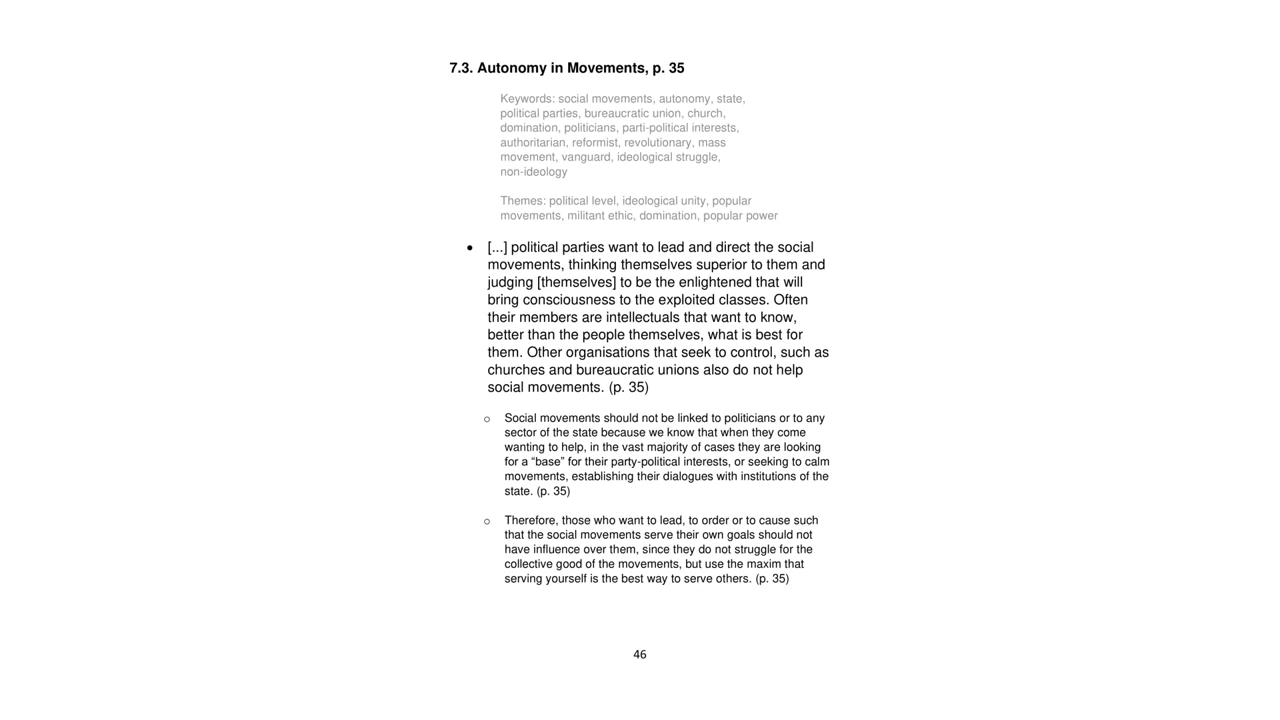 7.3. Autonomy in Movements, p. 35
Keywords: social movements, autonomy, state,
political parties, bureaucratic union, church,
domination, politicians, parti-political interests,
authoritarian, reformist, revolutionary, mass
movement, vanguard, ideological struggle,
non-ideology
Themes: political level, ideological unity, popular
movements, militant ethic, domination, popular power
• [...] political parties want to lead and direct the social
movements, thinking themselves superior to them and
judging [themselves] to be the enlightened that will
bring consciousness to the exploited classes. Often
their members are intellectuals that want to know,
better than the people themselves, what is best for
them. Other organisations that seek to control, such as
churches and bureaucratic unions also do not help
social movements. (p. 35)
o Social movements should not be linked to politicians or to any
sector of the state because we know that when they come
wanting to help, in the vast majority of cases they are looking
for a “base” for their party-political interests, or seeking to calm
movements, establishing their dialogues with institutions of the
state. (p. 35)
o Therefore, those who want to lead, to order or to cause such
that the social movements serve their own goals should not
have influence over them, since they do not struggle for the
collective good of the movements, but use the maxim that
serving yourself is the best way to serve others. (p. 35)
46